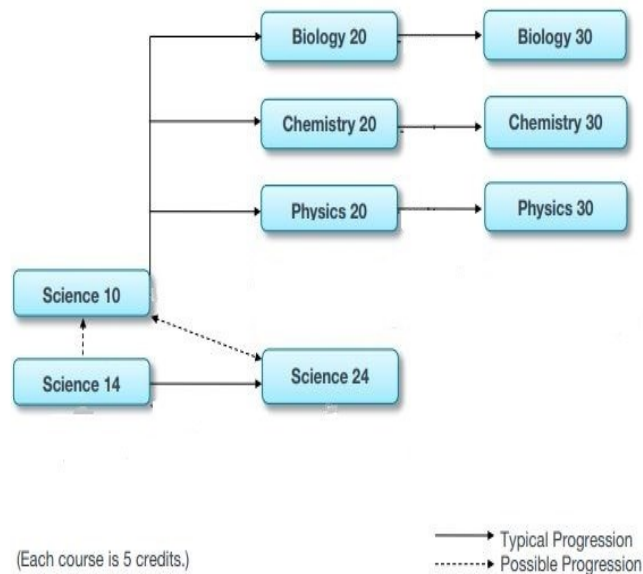 Biology 20
Biology 30
Chemistry 20
Chemistry 30
Physics 20
Physics 30
Science 10
Science 14
Science 24
(Each course is 5 credits.)
Typical Progression
Possible Progression